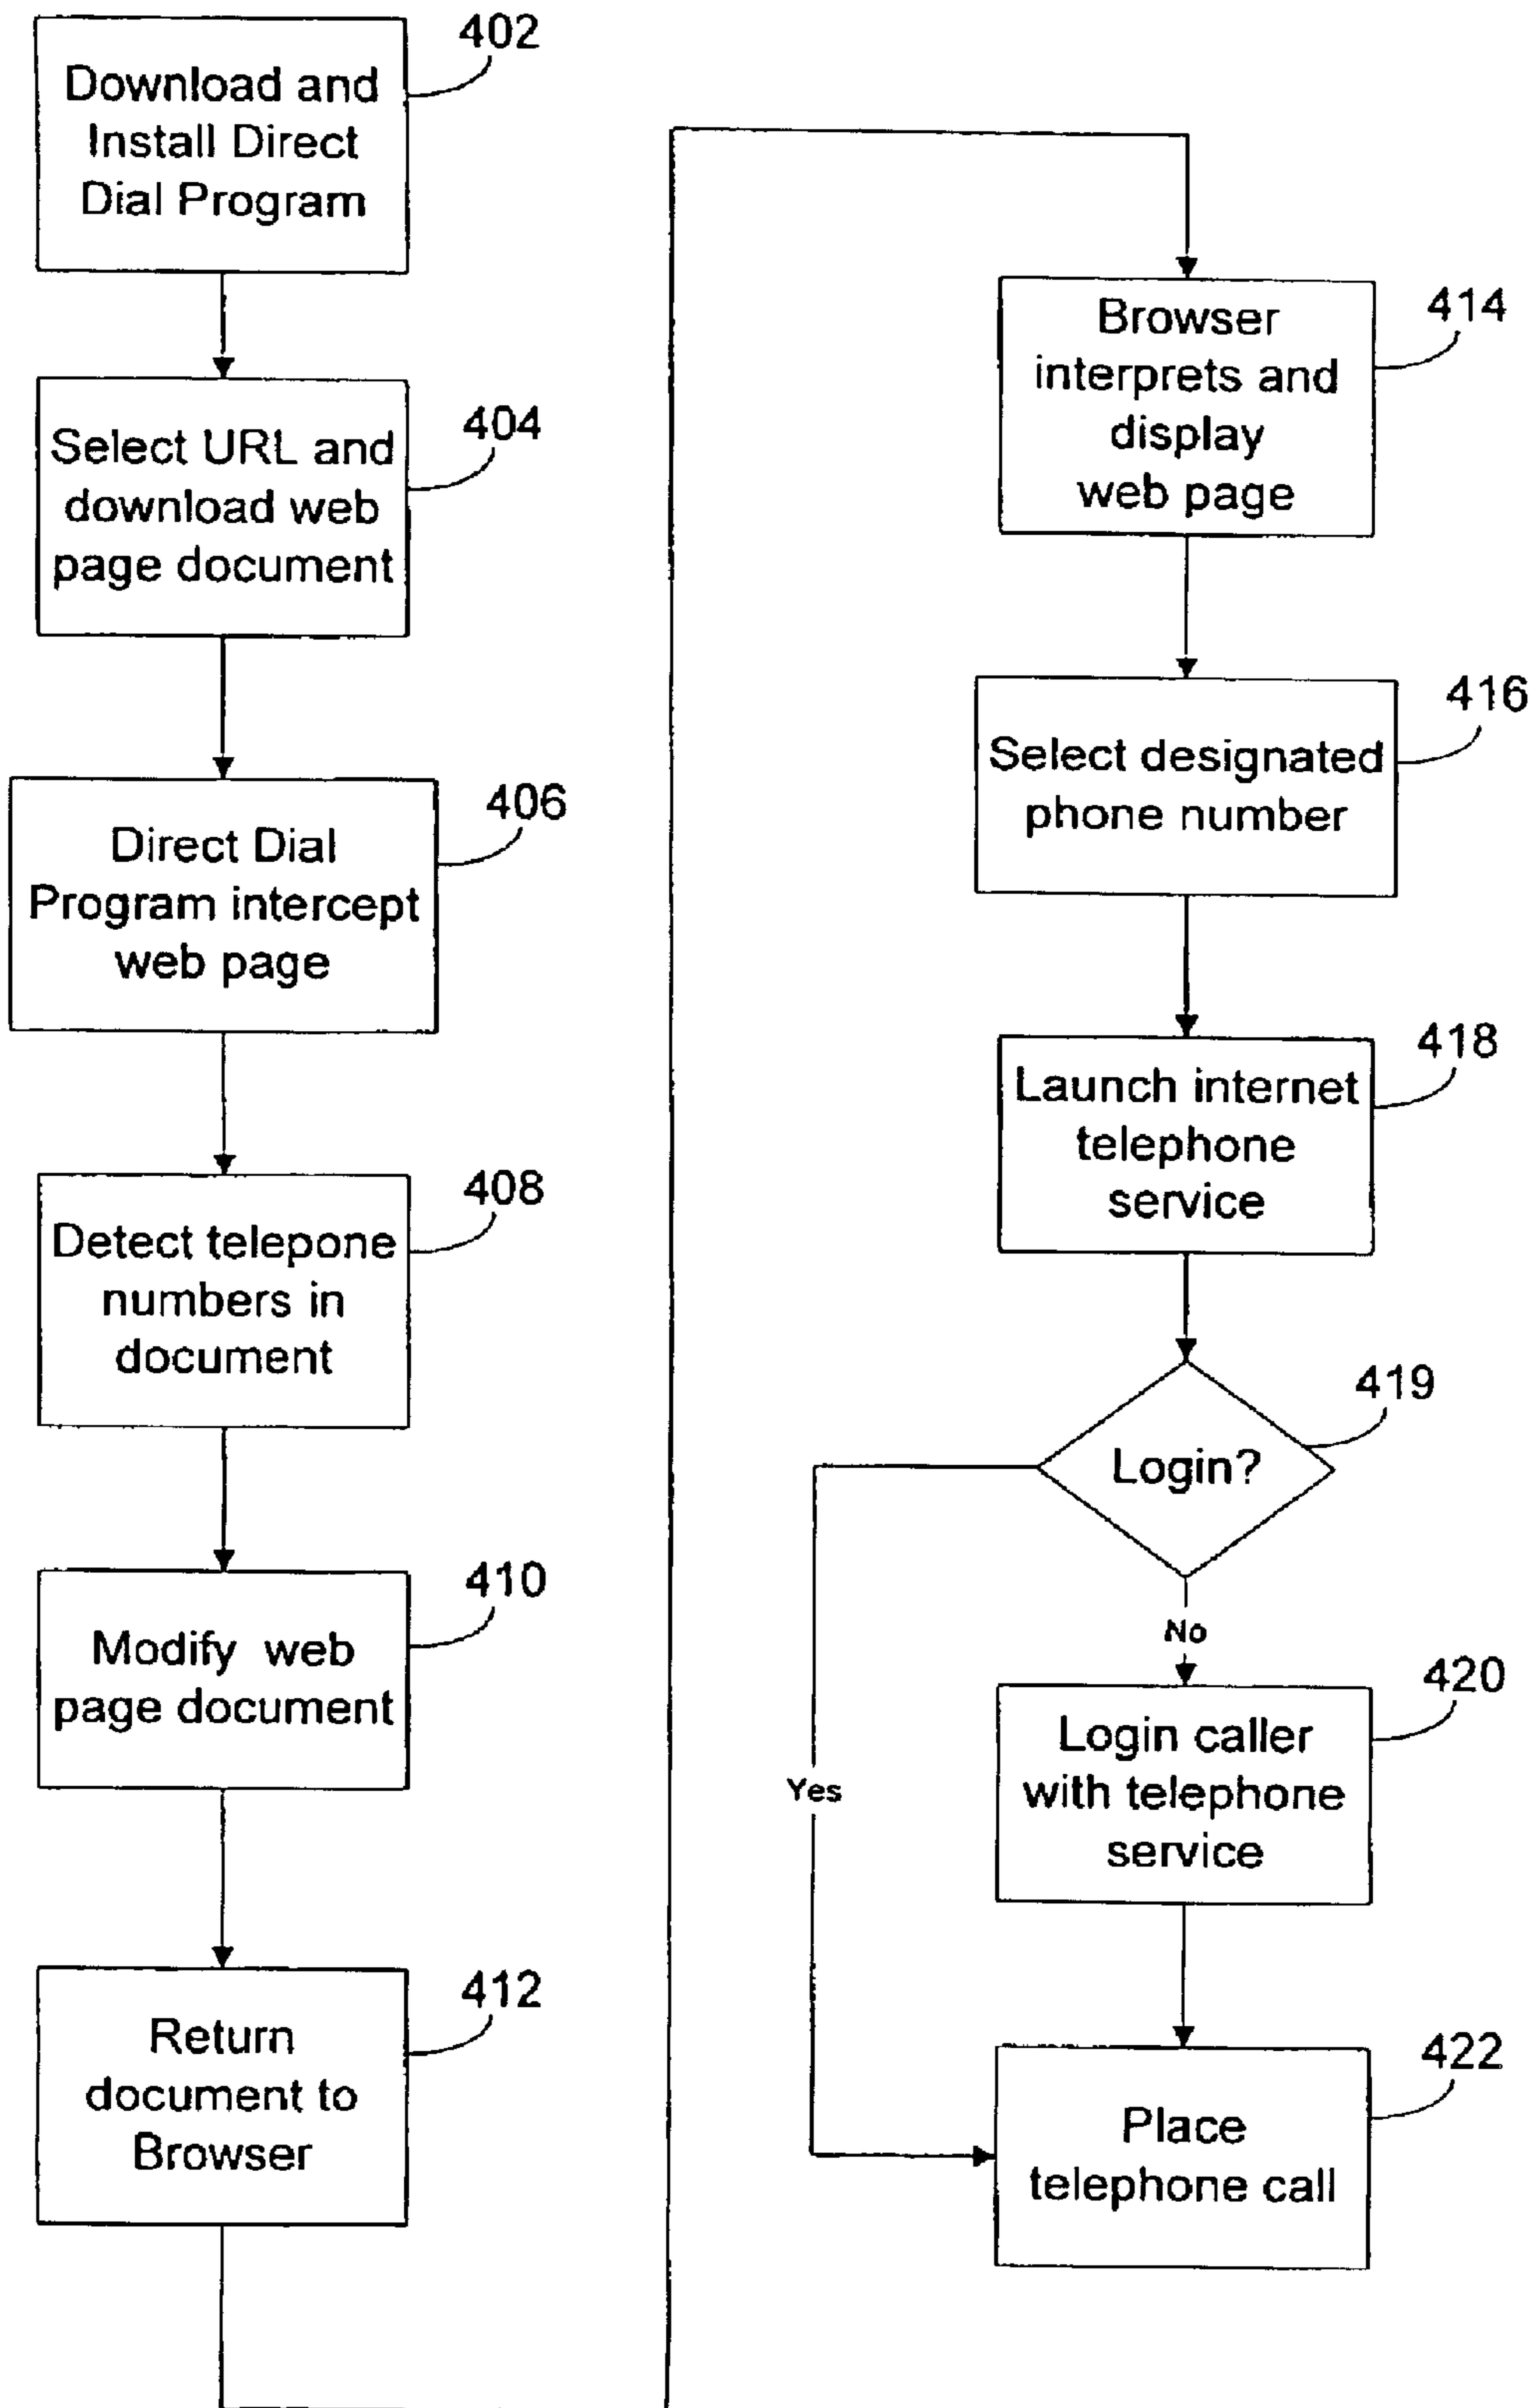 402
Download and
Install Direct
Dial Program
404
Select URL and
download web
page document
406
Direct Dial
Program intercept
web page
408
Detect telepone
numbers in
document
410
Modify web
page document
412
Return
document to
Browser
414
Browser
interprets and
display
web page
416
Select designated
phone number
418
Launch internet
telephone
service
419
Login?
No
Yes
420
Login caller
with telephone
service
422
Place
telephone call